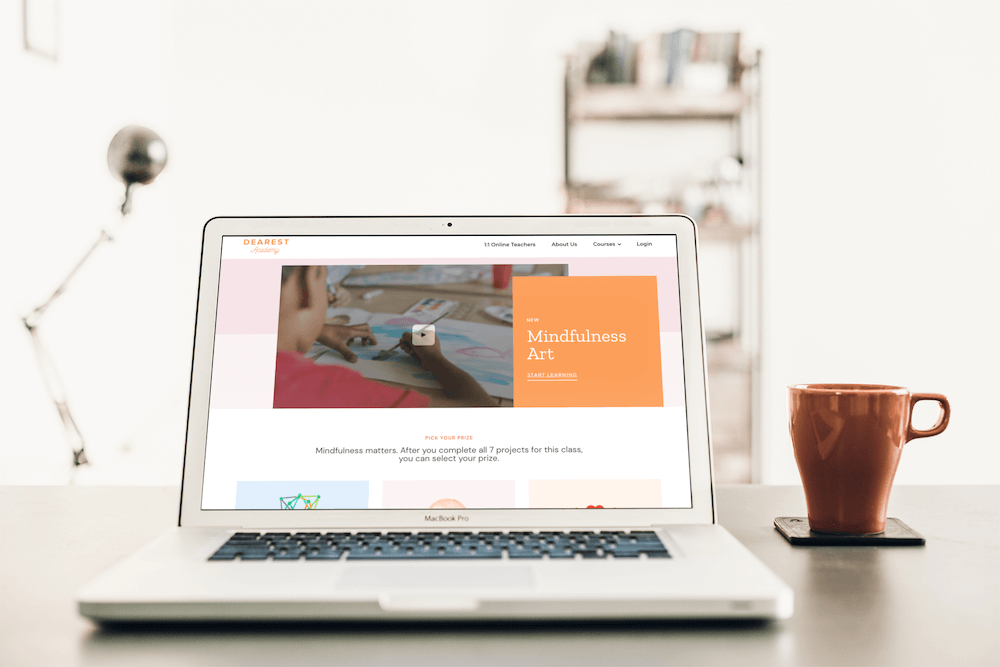 DEAREST
Academy
1:1 Online Teachers About Us Courses Login
NEW
Mindfulness
Art
START LEARNING
PICK YOUR PRIZE
Mindfulness matters. After you complete all 7 projects for this class,
you can select your prize.
MacBook Pro